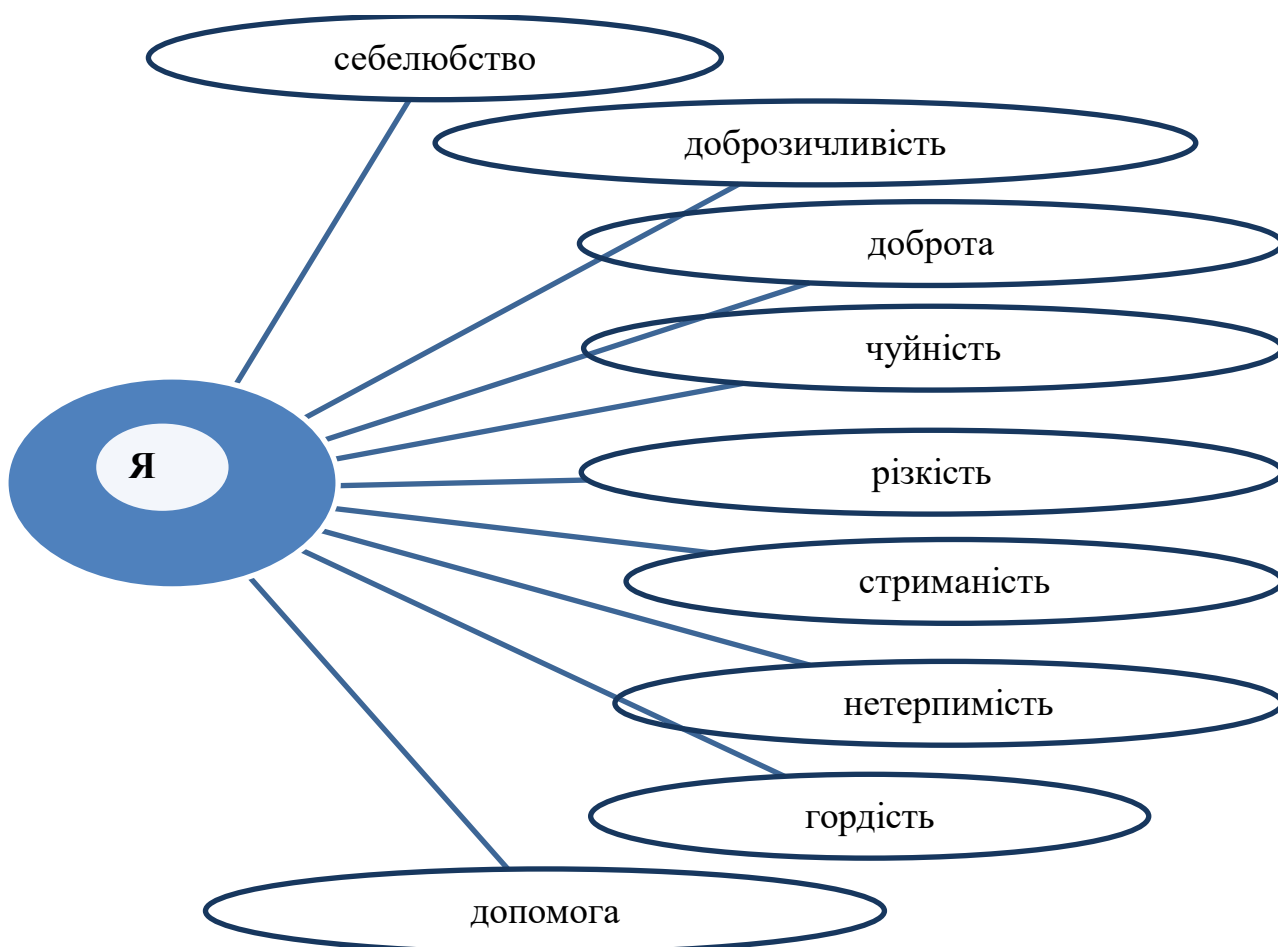 себелюбство
доброзичливість
доброта
чуйність
Я
різкість
стриманість
нетерпимість
гордість
допомога